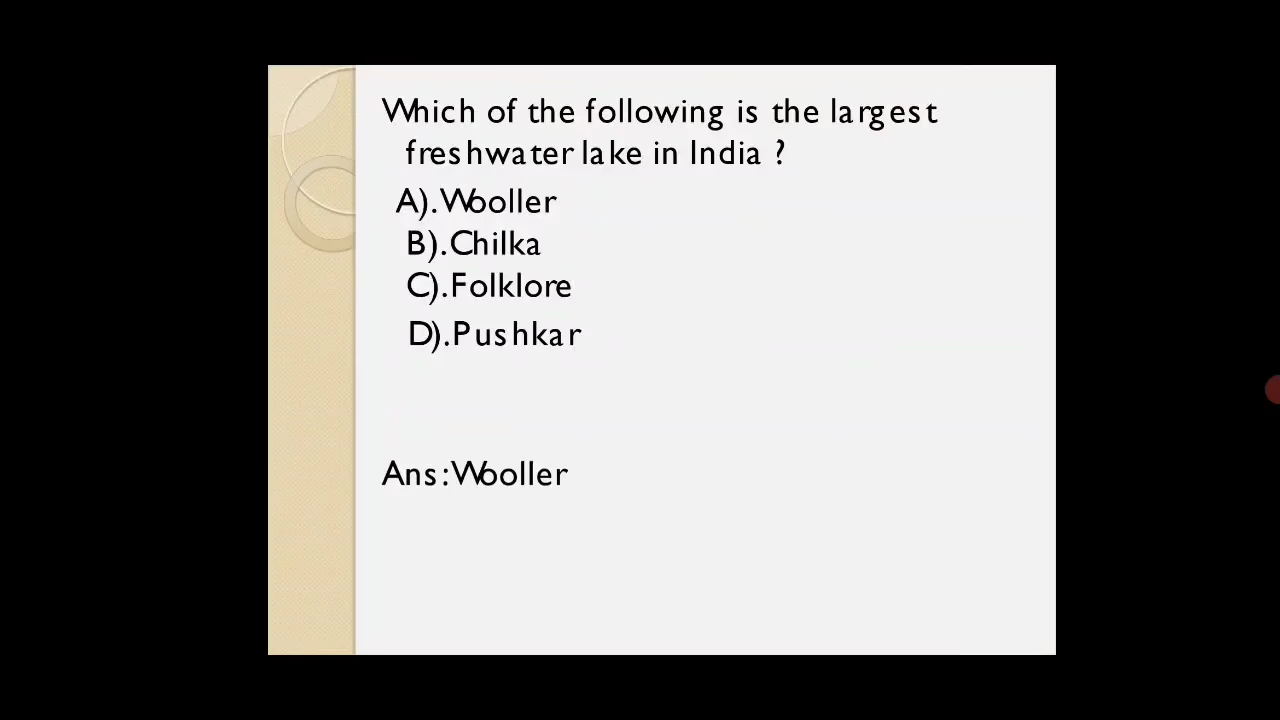 Which of the following is the largest
freshwater lake in India ?
A).Wooller
B).Chilka
C).Folklore
D).Pushkar
Ans:Wooller